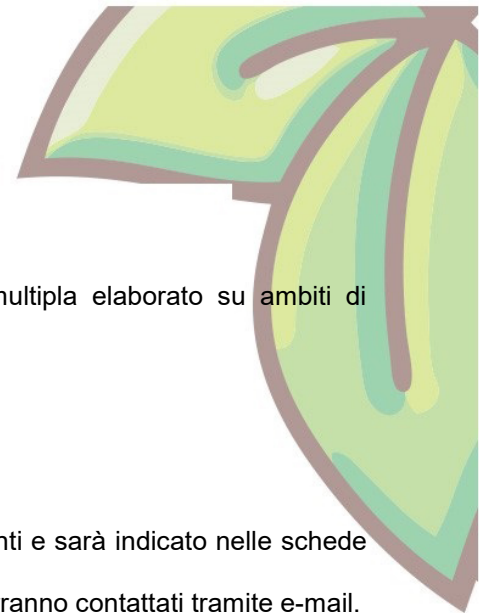 multipla elaborato su ambiti di
nti e sarà indicato nelle schede
ranno contattati tramite e-mail.